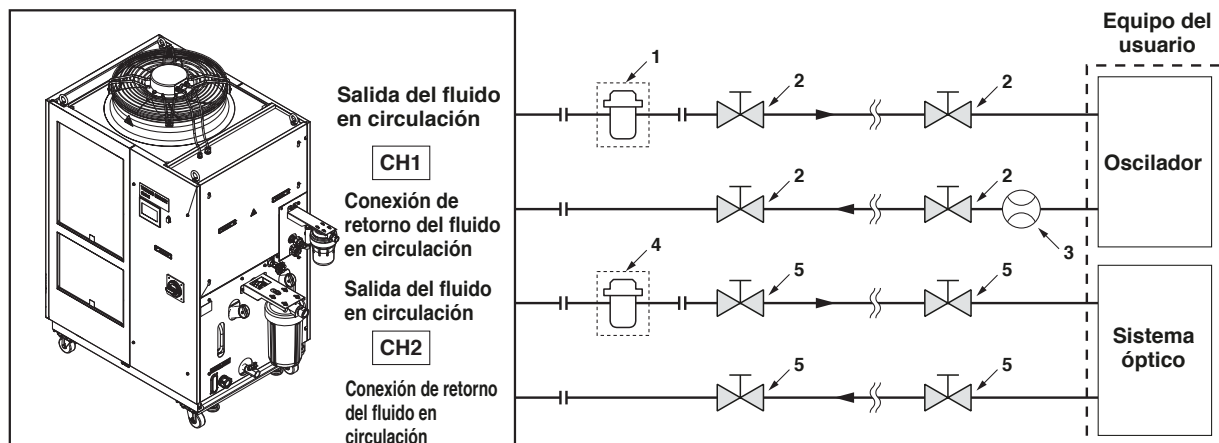 Equipo del
usuario
Salida del fluido
en circulación
CH1
Conexión de
retorno del fluido
en circulación
Salida del fluido
en circulación
CH2
Conexión de retorno
del fluido en
circulación
1
2
2
Oscilador
2
2
3
4
5
5
Sistema
óptico
5
5